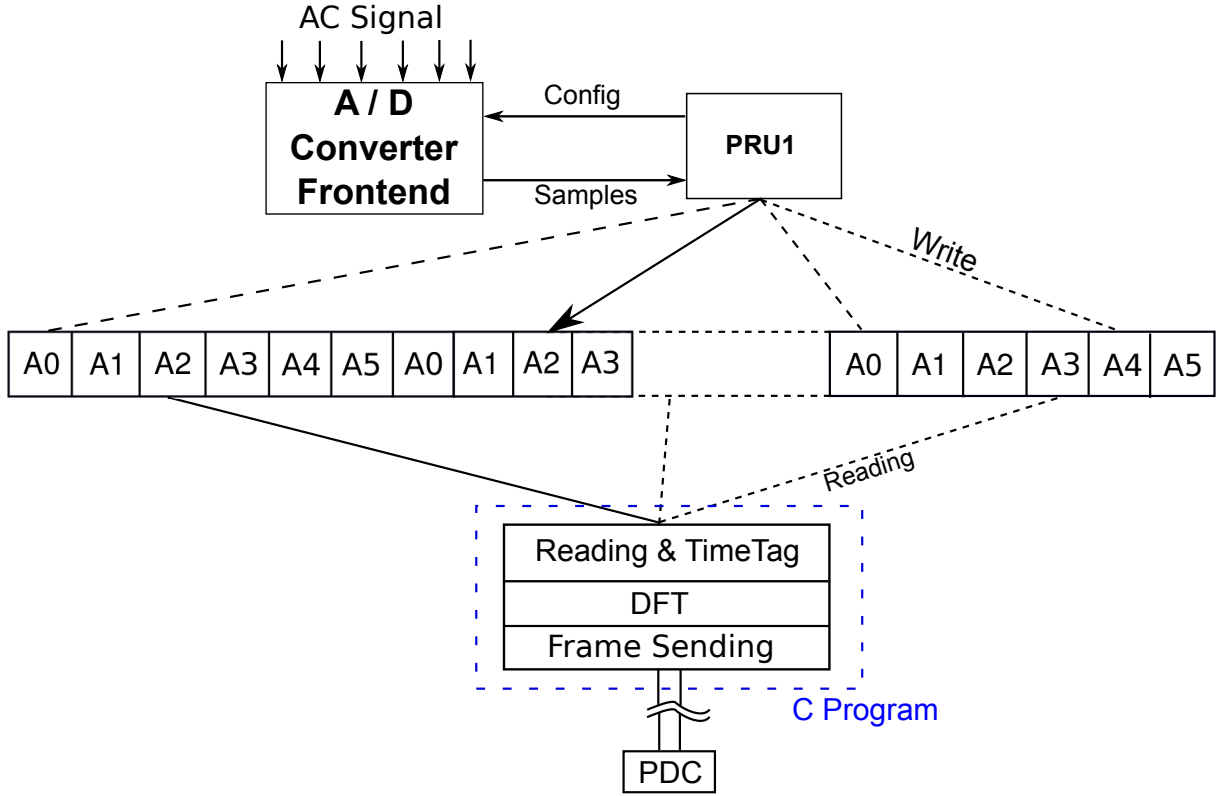 AC Signal
A / D
Converter
Frontend
Config
Samples
PRU1
Write
A0 A1 A2 A3 A4 A5 A0 A1 A2 A3 A0 A1 A2 A3 A4 A5
Reading
Reading & TimeTag
DFT
Frame Sending
C Program
PDC